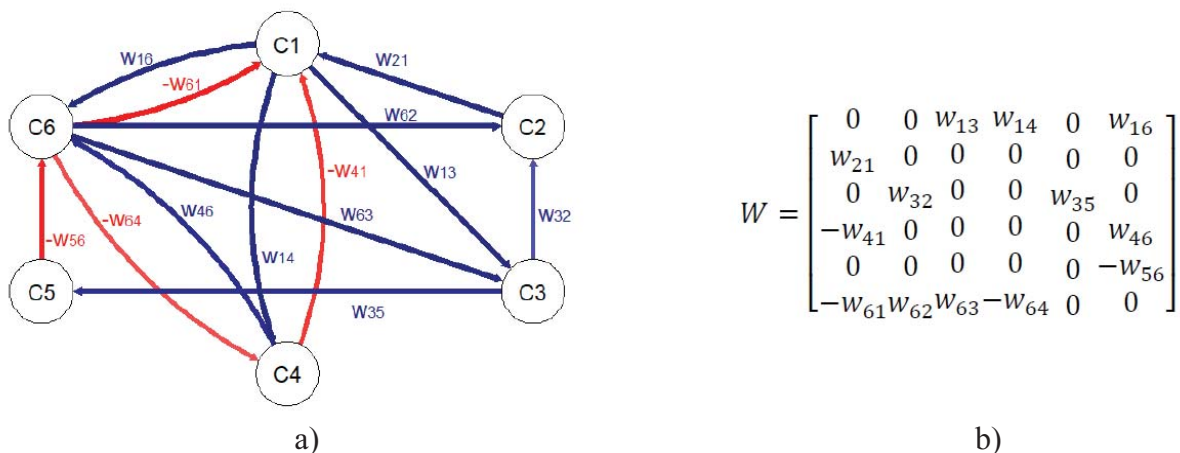 C1
W16
W21
-W61
C6
W62
C2
-W41
W13
W63
W46
-W64
W32
-W56
W14
C5
C3
W35
C4
a)
W =
0 0 w13 w14 0 w16
w21 0 0 0 0 0
0 w32 0 0 w35 0
−w41 0 0 0 0 w46
0 0 0 0 0 −w56
−w61 w62 w63 −w64 0 0
b)